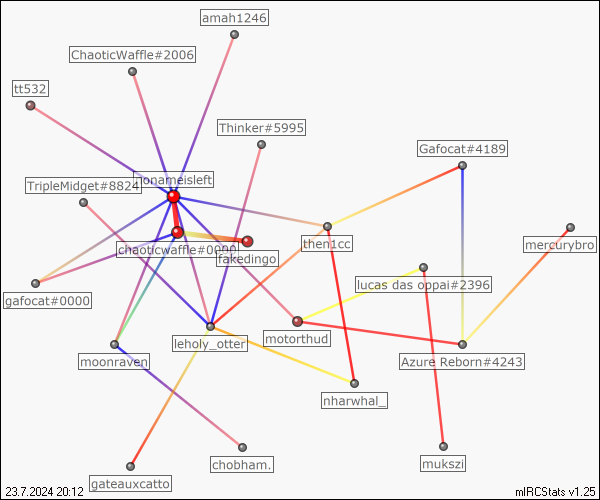 amah1246
ChaoticWaffle#2006
tt532
Thinker#5995
Gafocat#4189
nonameisleft
TripleMidget#8824
then1cc
mercurybro
chaoticwaffle#0000
fakedingo
lucas das oppai#2396
gafocat#0000
leholy_otter
motorthud
moonraven
Azure Reborn#4243
nharwhal_
chobham.
mukszi
gateauxcatto
23.7.2024 20:12
mIRCStats v1.25